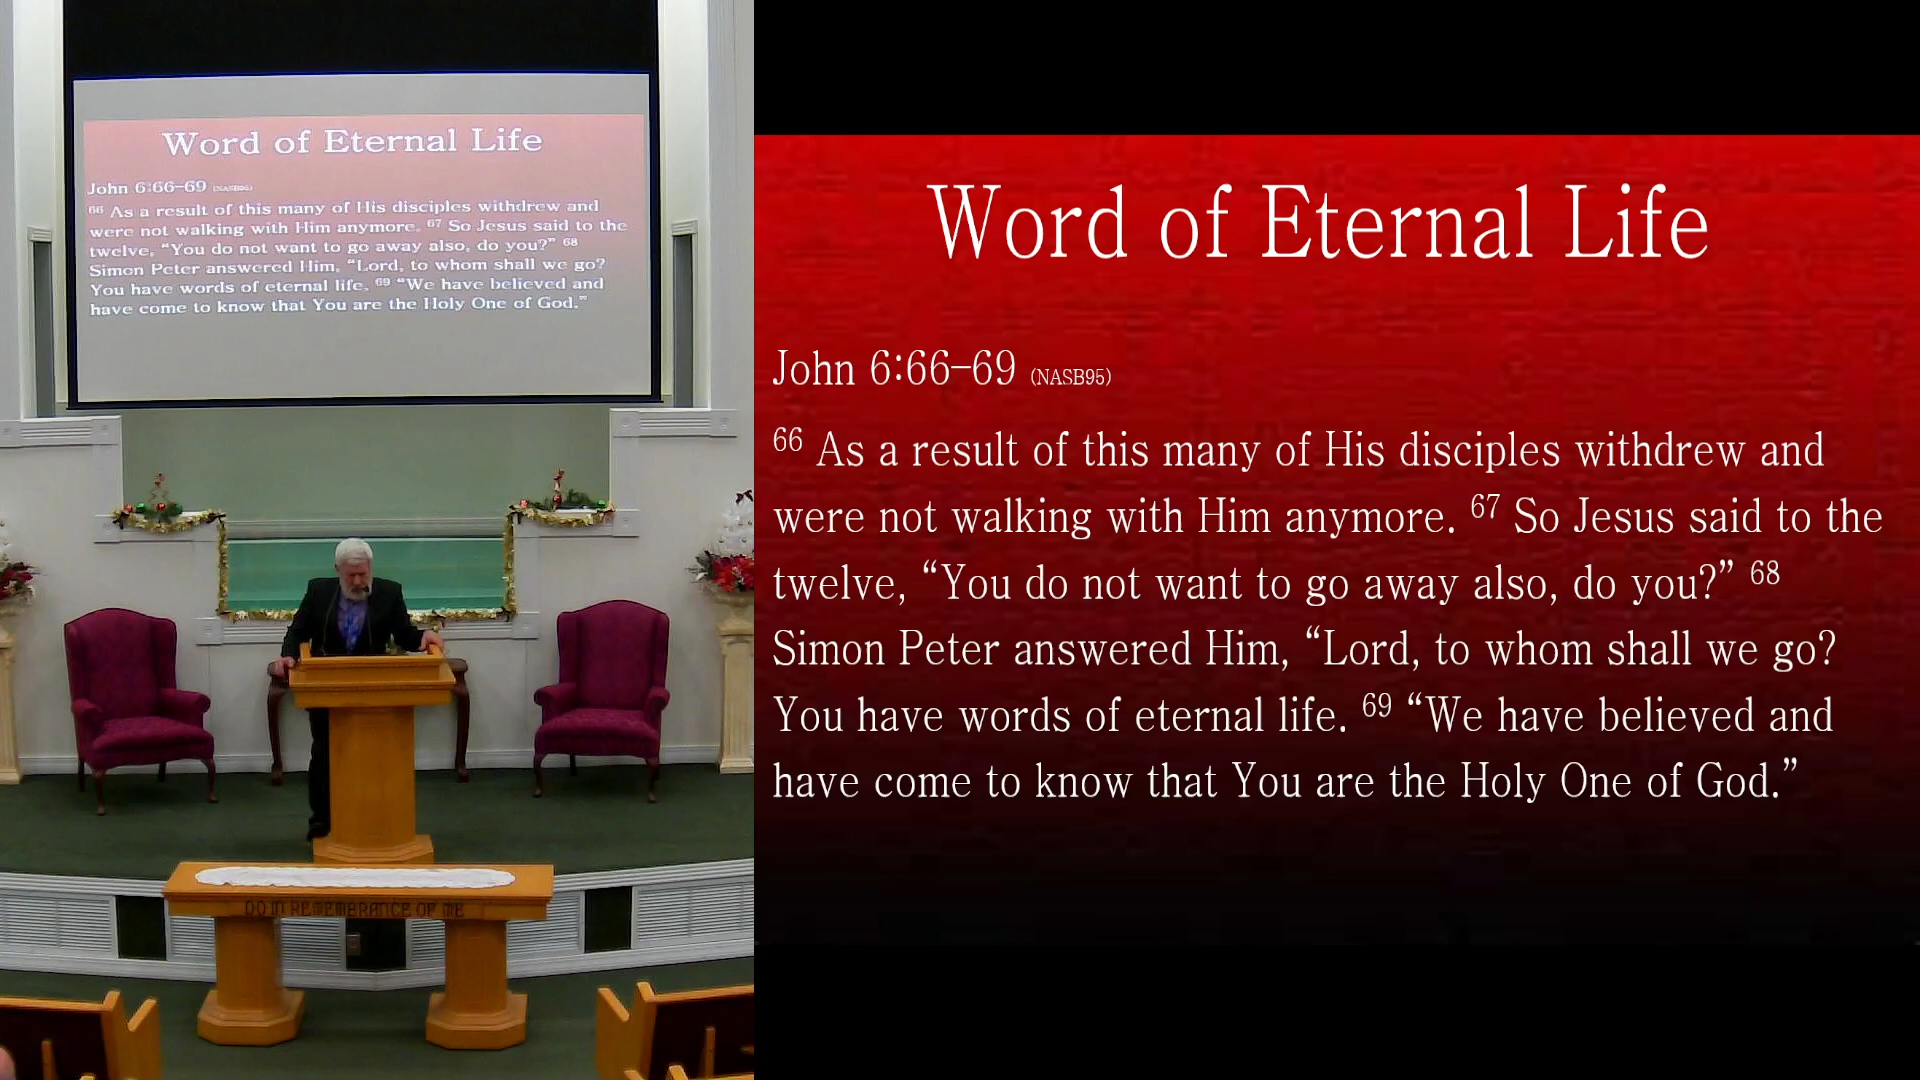 Word of Eternal Life
John 6:66-69 (NASB95)
66 As a result of this many of His disciples withdrew and
were not walking with Him anymore. 67 So Jesus said to the
twelve, “You do not want to go away also, do you?” 68
Simon Peter answered Him, “Lord, to whom shall we go?
You have words of eternal life. 69 “We have believed and
have come to know that You are the Holy One of God.”
DO IN REMEMBRANCE OF ME
Word of Eternal Life
John 6:66–69 (NASB95)
66 As a result of this many of His disciples withdrew and
were not walking with Him anymore. 67 So Jesus said to the
twelve, “You do not want to go away also, do you?” 68
Simon Peter answered Him, “Lord, to whom shall we go?
You have words of eternal life. 69 “We have believed and
have come to know that You are the Holy One of God.”